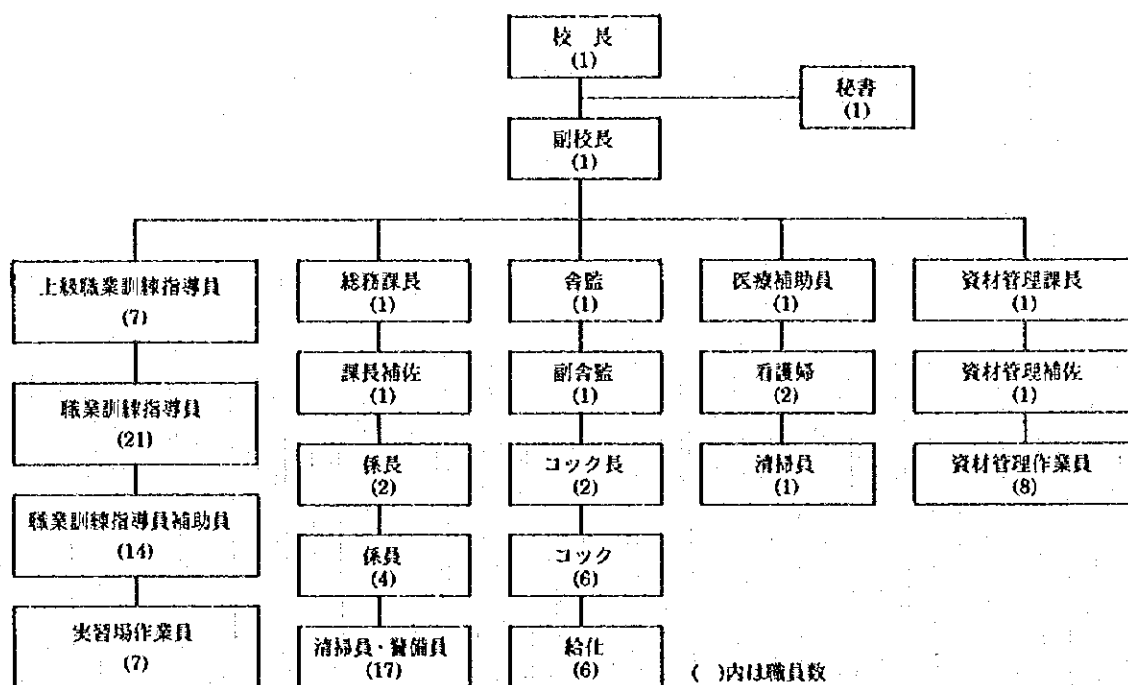 校 長
(1)
秘書
(1)
副校長
(1)
上級職業訓練指導員
(7)
総務課長
(1)
舎監
(1)
医療補助員
(1)
資材管理課長
(1)
課長補佐
(1)
副舎監
(1)
看護婦
(2)
資材管理補佐
(1)
職業訓練指導員
(21)
係長
(2)
コック長
(2)
清掃員
(1)
資材管理作業員
(8)
職業訓練指導員補助員
(14)
係員
(4)
コック
(6)
実習場作業員
(7)
清掃員・警備員
(17)
給仕
(6)
( )内は職員数